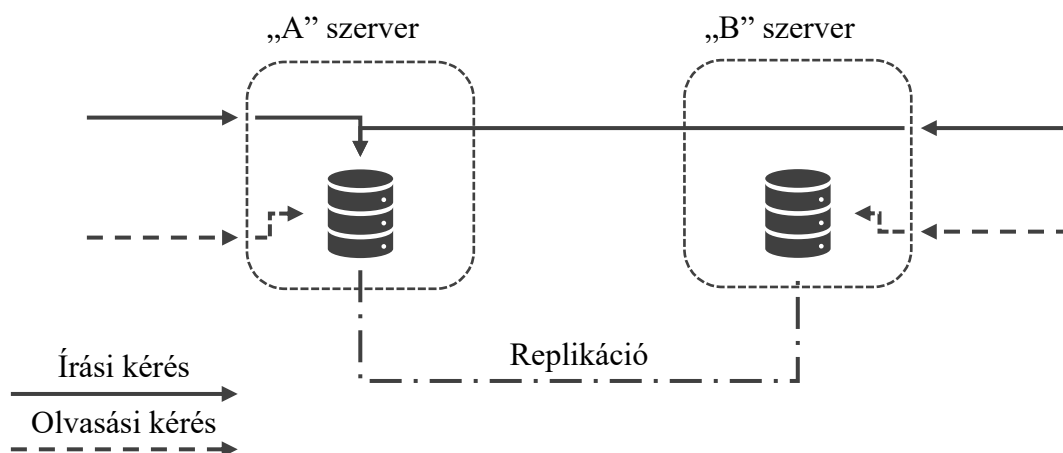 „A” szerver
„B” szerver
Replikáció
Írási kérés
Olvasási kérés